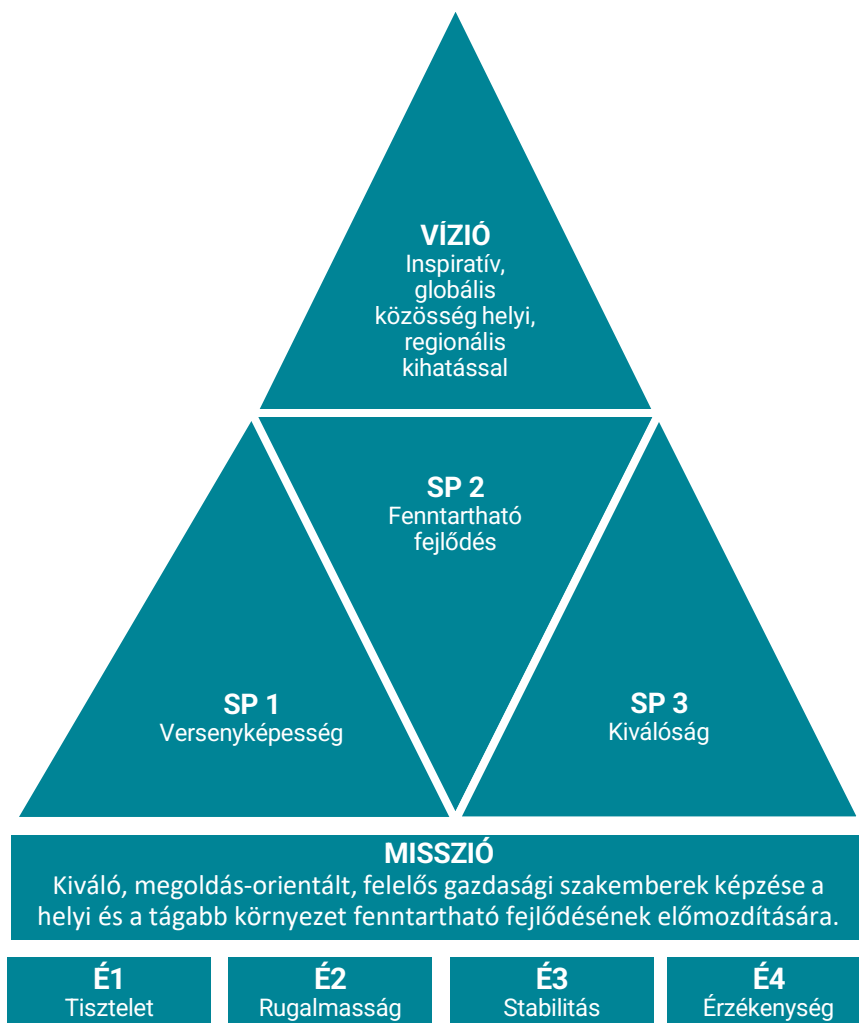 VÍZIÓ
Inspiratív,
globális
közösség helyi,
regionális
kihatással
SP 2
Fenntartható
fejlődés
SP 1
Versenyképesség
SP 3
Kiválóság
MISSZIÓ
Kiváló, megoldás-orientált, felelős gazdasági szakemberek képzése a
helyi és a tágabb környezet fenntartható fejlődésének előmozdítására.
É1
Tisztelet
É2
Rugalmasság
É3
Stabilitás
É4
Érzékenység